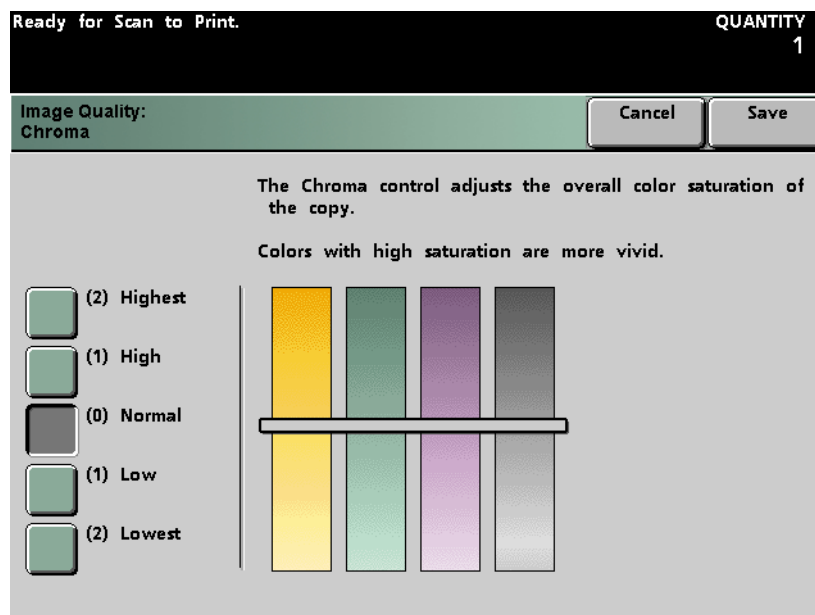 Ready for Scan to Print.
QUANTITY
1
Image Quality:
Chroma
Cancel
Save
The Chroma control adjusts the overall color saturation of
the copy.
Colors with high saturation are more vivid.
(2) Highest
(1) High
(0) Normal
(1) Low
(2) Lowest